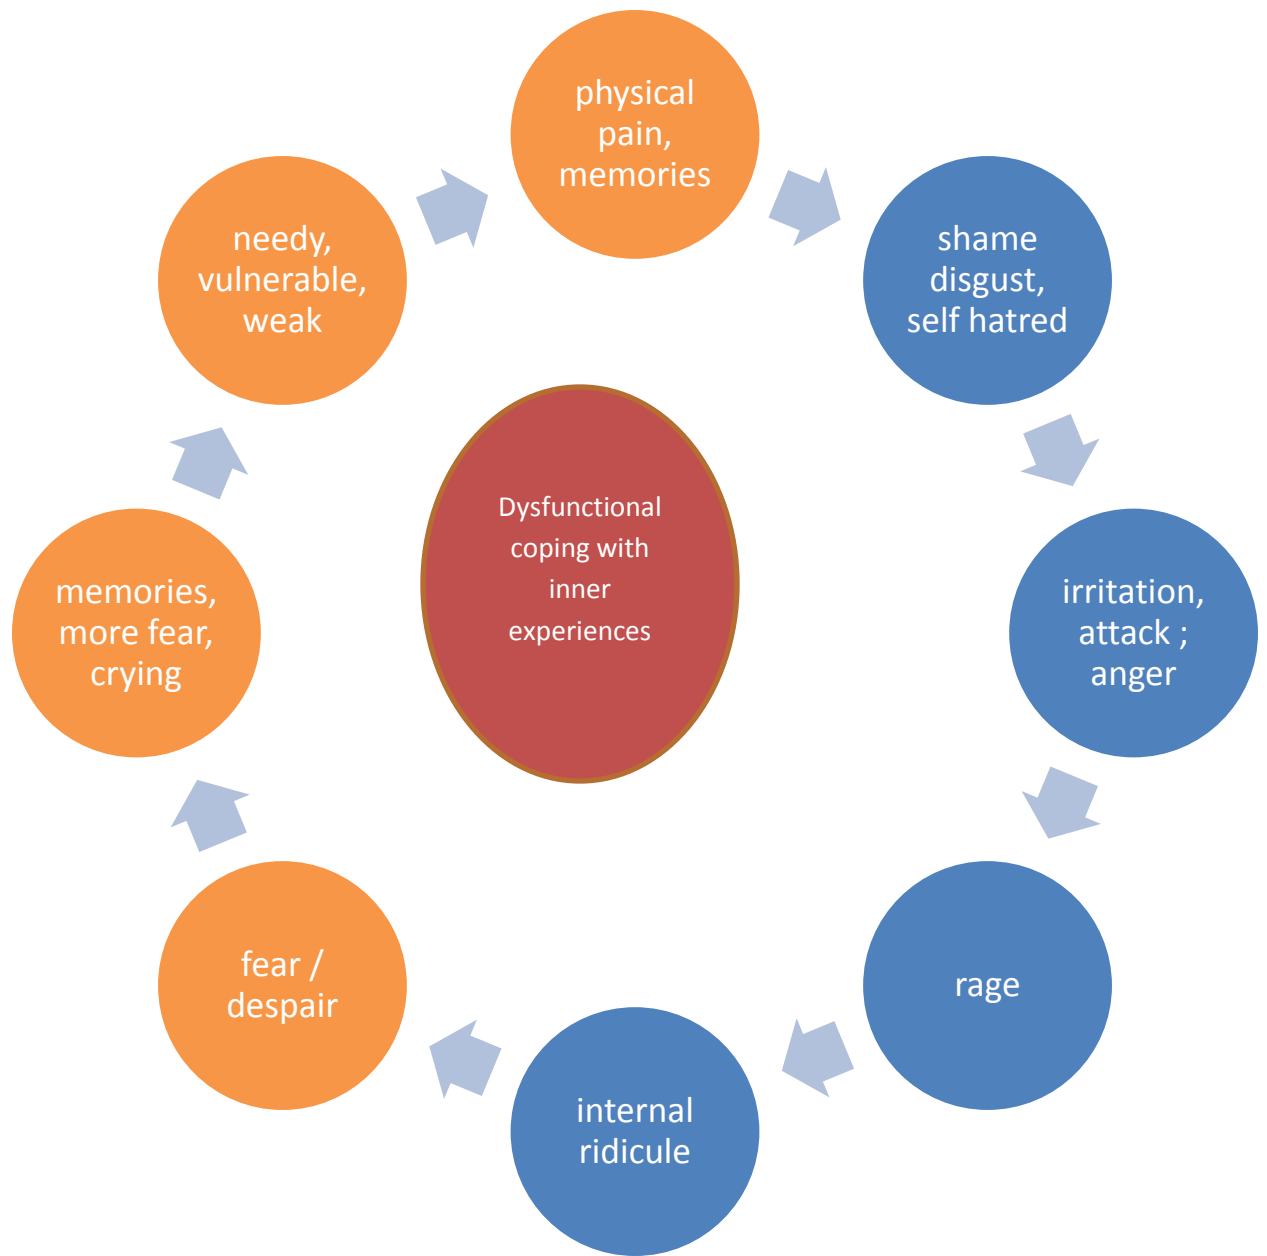 physical
pain,
memories
shame
disgust,
self hatred
irritation,
attack ;
anger
rage
internal
ridicule
fear /
despair
memories,
more fear,
crying
needy,
vulnerable,
weak
Dysfunctional
coping with
inner
experiences